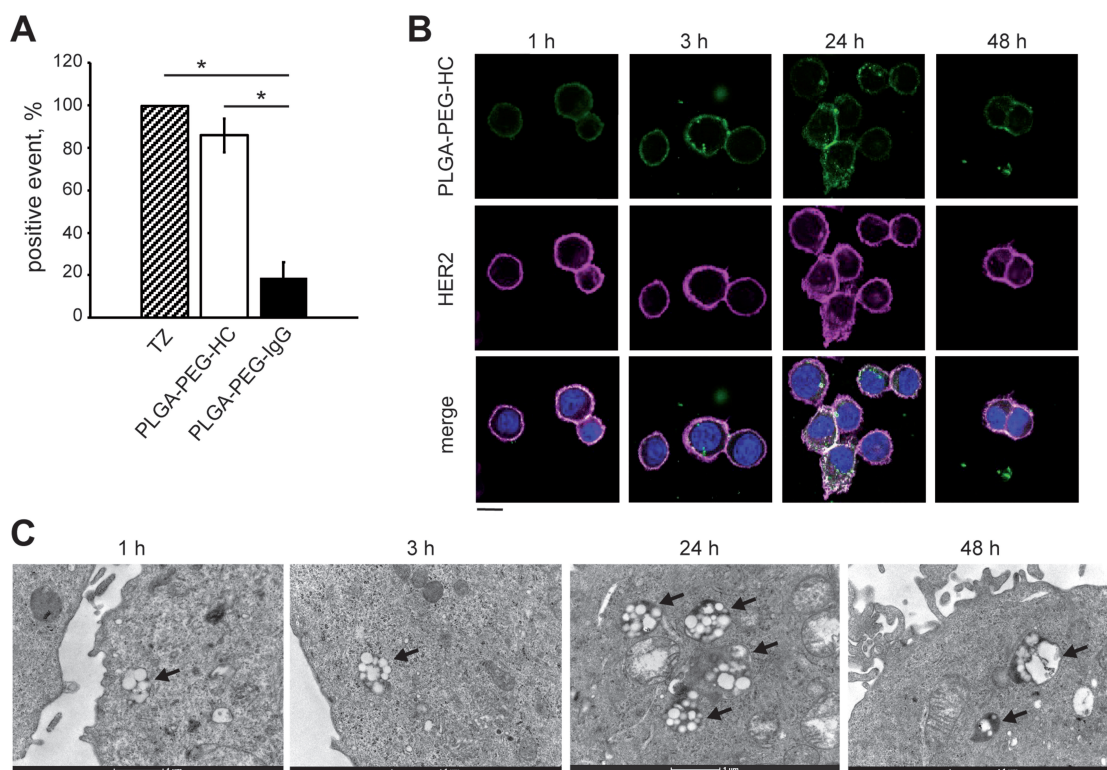 A
120
100
80
60
40
20
0
positive event, %
*
*
TZ
PLGA-PEG-HC
PLGA-PEG-IgG
B
1 h 3 h 24 h 48 h
PLGA-PEG-HC
HER2
merge
C
1 h 3 h 24 h 48 h